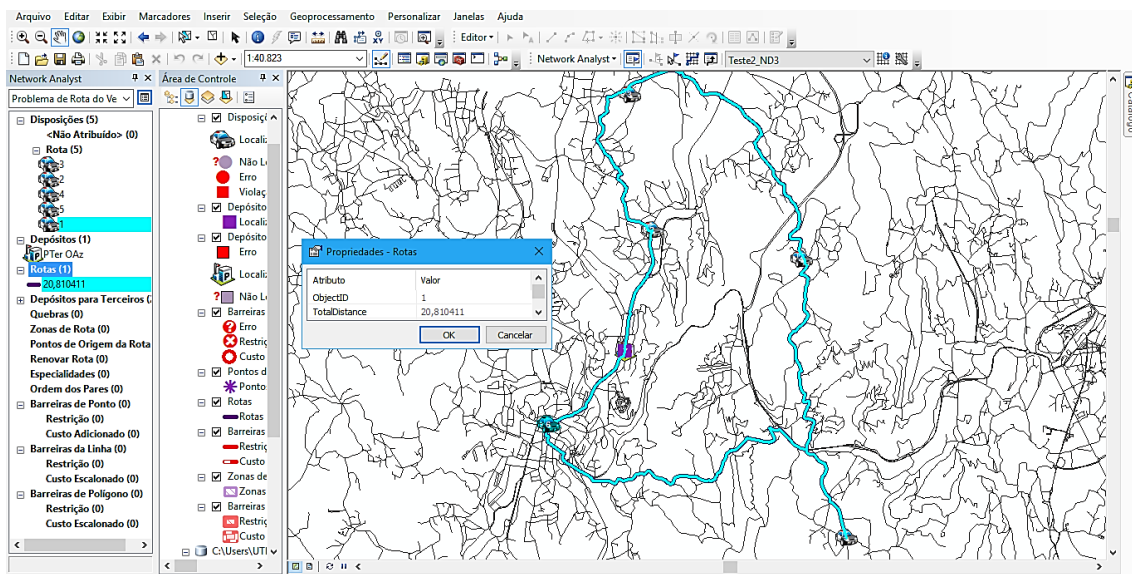 Arquivo Editar Exibir Marcadores Inserir Seleção Geoprocessamento Personalizar Janelas Ajuda
Editor
1:40.823
Network Analyst
Teste2_ND3
Network Analyst
Problema de Rota do Ve
Disposições (5)
<Não Atribuído> (0)
Rota (5)
3
2
4
5
1
Depósitos (1)
PTer OAz
Rotas (1)
20,810411
Depósitos para Terceiros (
Quebras (0)
Zonas de Rota (0)
Pontos de Origem da Rota
Renovar Rota (0)
Especialidades (0)
Ordem dos Pares (0)
Barreiras de Ponto (0)
Restrição (0)
Custo Adicionado (0)
Barreiras da Linha (0)
Restrição (0)
Custo Escalonado (0)
Barreiras de Polígono (0)
Restrição (0)
Custo Escalonado (0)
Área de Controle
Disposiçõ
Localiz
Não Lo
Erro
Violaç
Depósito
Localiz
Depósito
Erro
Localiz
Não L
Barreiras
Erro
Restriç
Custo
Pontos d
Ponto
Rotas
Rotas
Barreiras
Restriç
Custo
Zonas de
Zonas
Barreiras
Restriç
Custo
C:\Users\UTI
Propriedades - Rotas
Atributo Valor
ObjectID 1
TotalDistance 20,810411
OK Cancelar
Catálogo